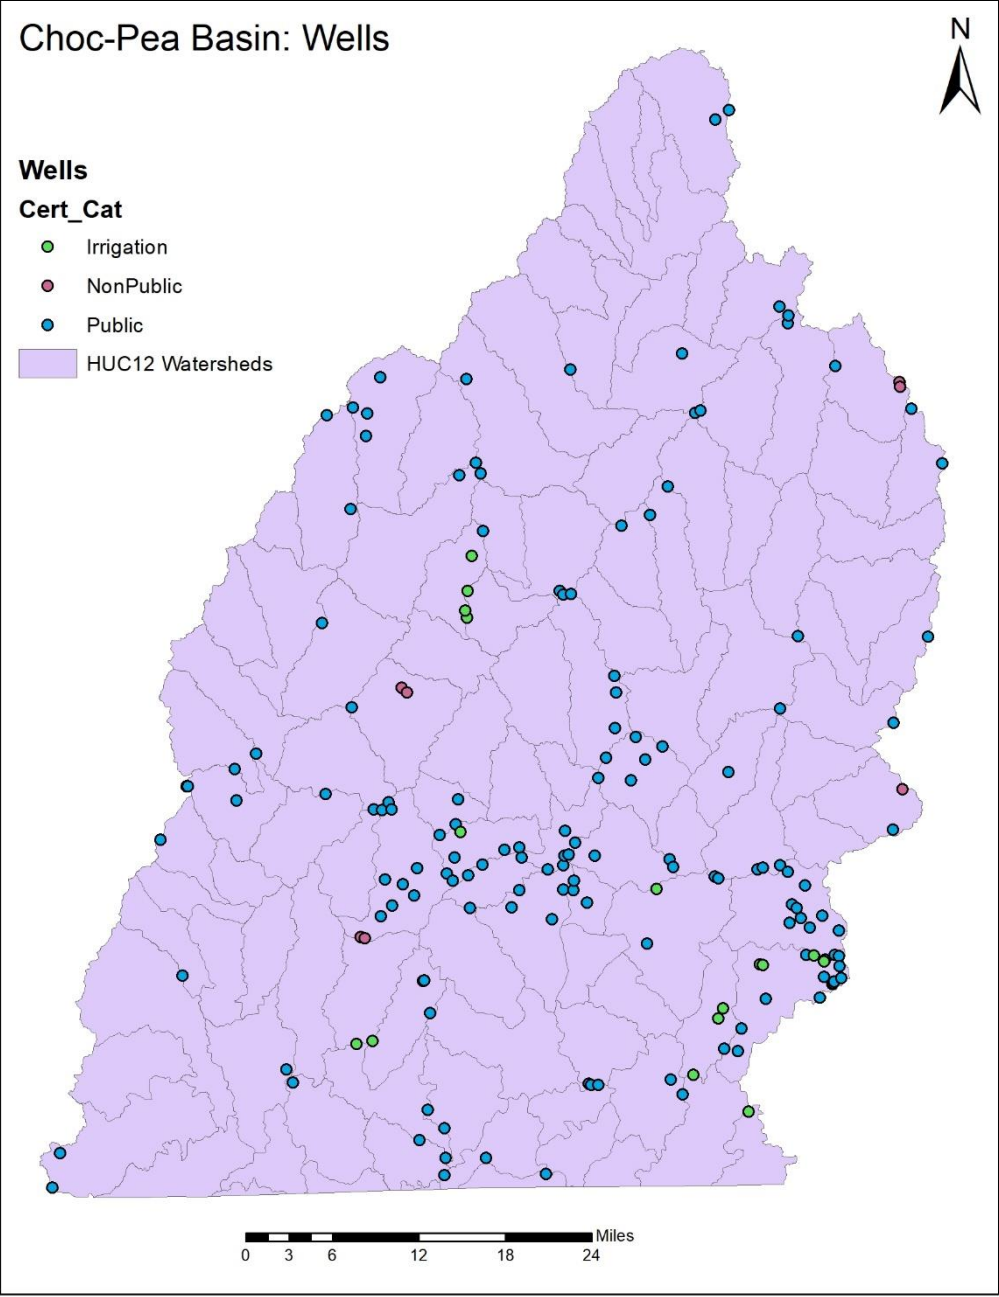 Choc-Pea Basin: Wells
N
Wells
Cert_Cat
Irrigation
NonPublic
Public
HUC12 Watersheds
Miles
0 3 6 12 18 24